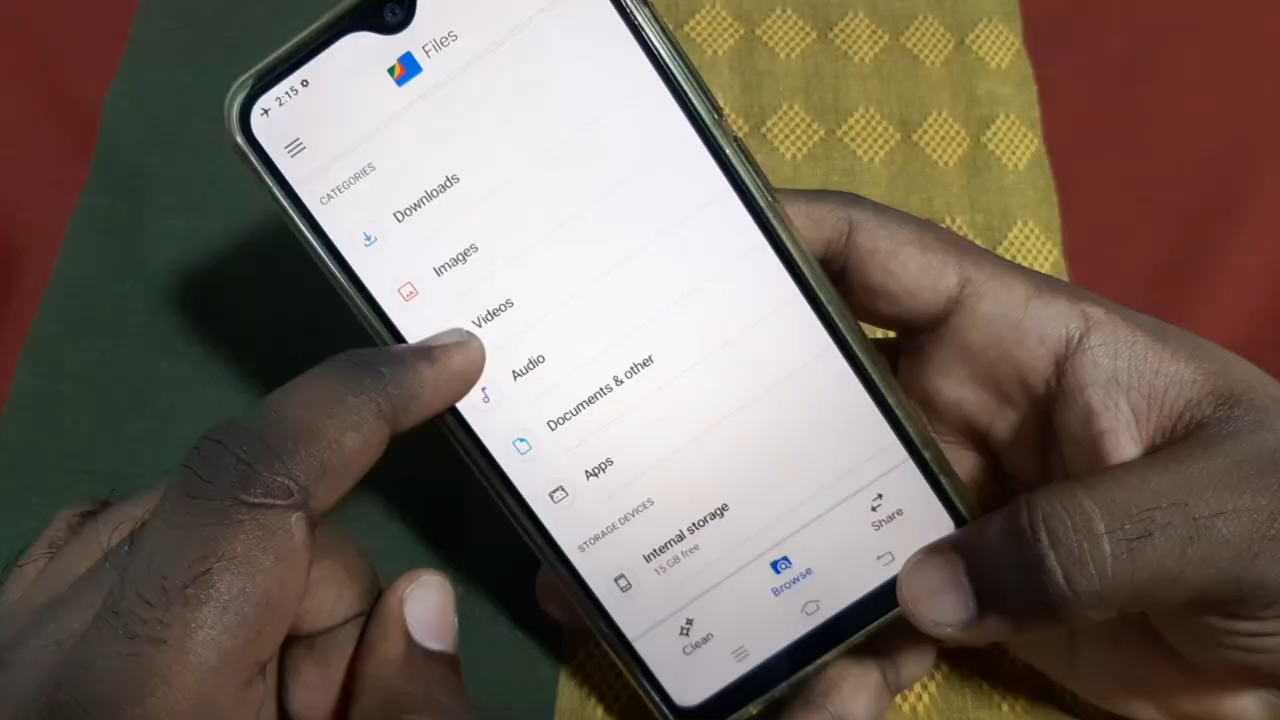 2:15
Files
CATEGORIES
Downloads
Images
Videos
Audio
Documents & other
Apps
STORAGE DEVICES
Internal storage
15 GB free
Clean
Browse
Share